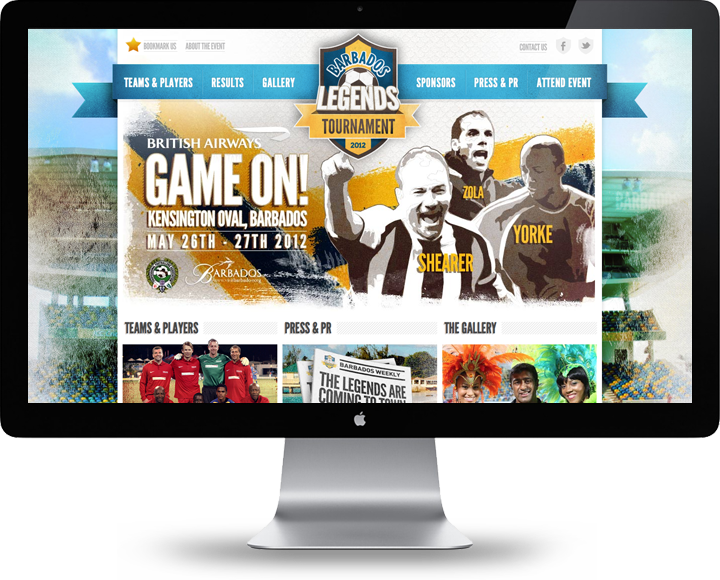 BOOKMARK US
ABOUT THE EVENT
CONTACT US
BARBADOS
LEGENDS
TOURNAMENT
2012
TEAMS & PLAYERS
RESULTS
GALLERY
SPONSORS
PRESS & PR
ATTEND EVENT
BRITISH AIRWAYS
GAME ON!
KENSINGTON OVAL, BARBADOS
MAY 26TH - 27TH 2012
BARBADOS
ZOLA
YORKE
SHEARER
TEAMS & PLAYERS
PRESS & PR
THE GALLERY
BARBADOS WEEKLY
THE LEGENDS ARE
COMING TO TOWN